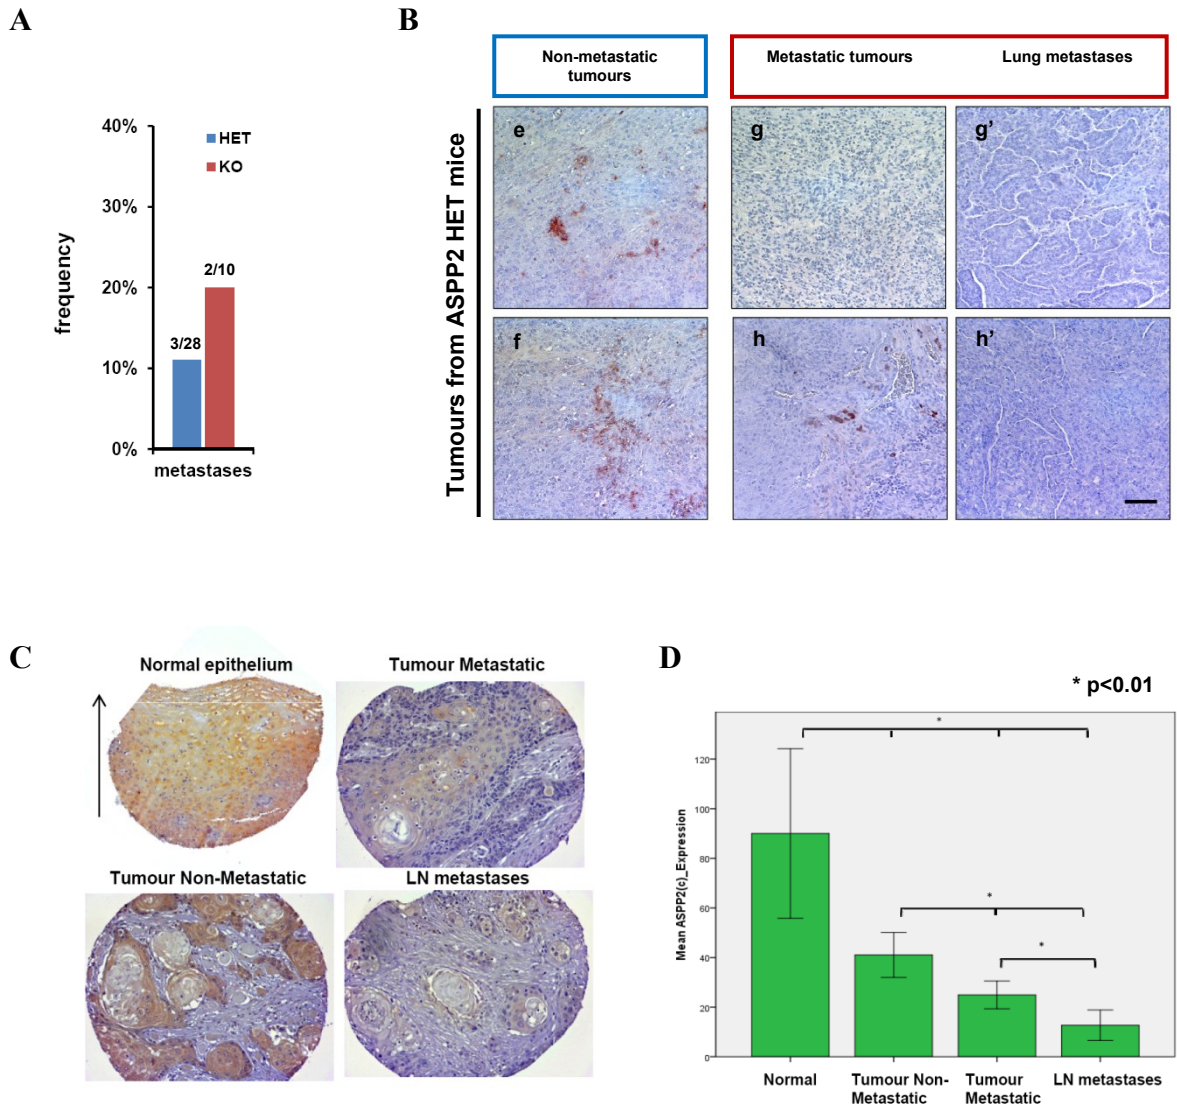 A
B
40%
30%
20%
10%
0%
frequency
HET
KO
3/28
2/10
metastases
Non-metastatic
tumours
Metastatic tumours
Lung metastases
Tumours from ASPP2 HET mice
e
g
g’
f
h
h’
C
Normal epithelium
Tumour Metastatic
Tumour Non-Metastatic
LN metastases
D
* p<0.01
Mean ASPP2(c)_Expression
120
100
80
60
40
20
0
*
*
*
Normal
Tumour Non-
Metastatic
Tumour
Metastatic
LN metastases